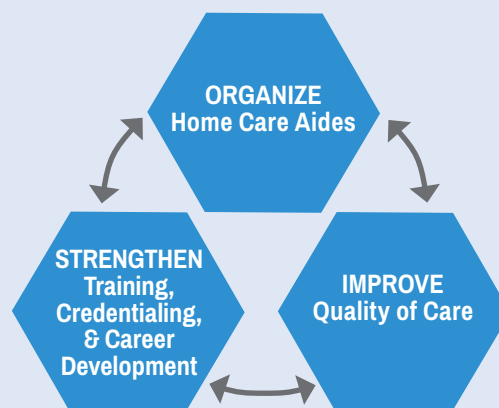 ORGANIZE
Home Care Aides
STRENGTHEN
Training,
Credentialing,
& Career
Development
IMPROVE
Quality of Care